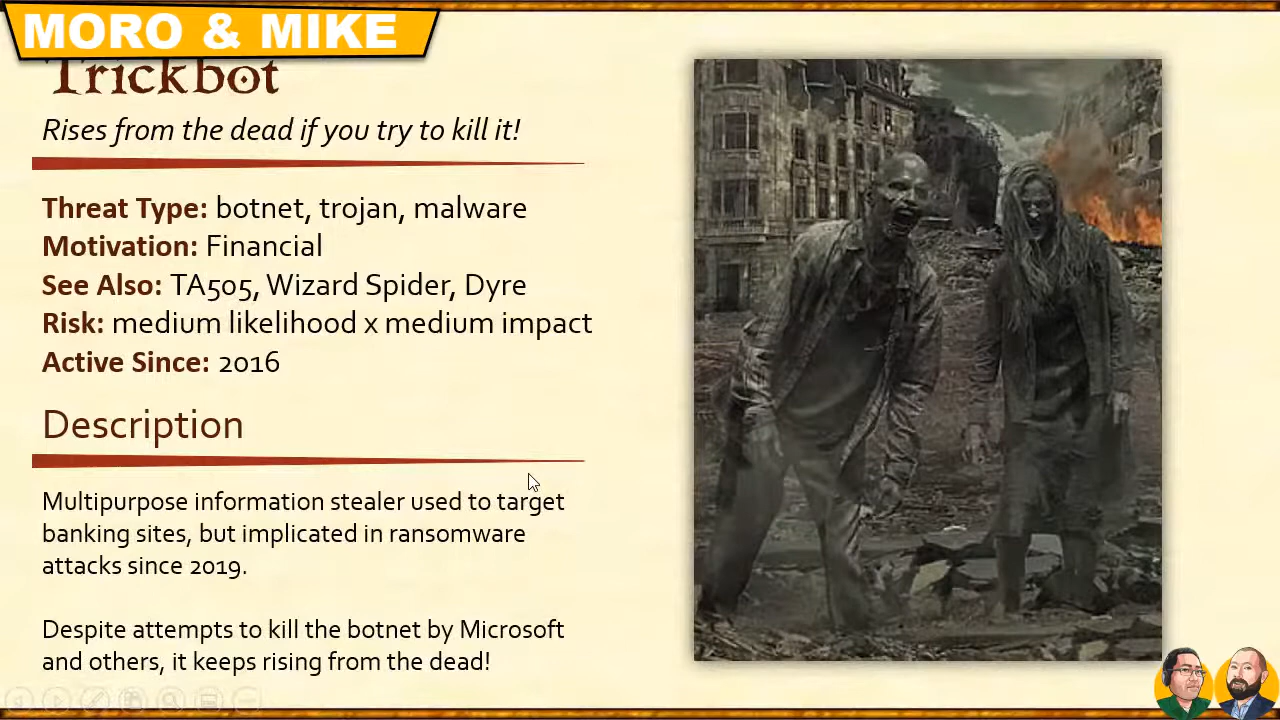 MORO & MIKE
Trickbot
Rises from the dead if you try to kill it!
Threat Type: botnet, trojan, malware
Motivation: Financial
See Also: TA505, Wizard Spider, Dyre
Risk: medium likelihood x medium impact
Active Since: 2016
Description
Multipurpose information stealer used to target
banking sites, but implicated in ransomware
attacks since 2019.
Despite attempts to kill the botnet by Microsoft
and others, it keeps rising from the dead!